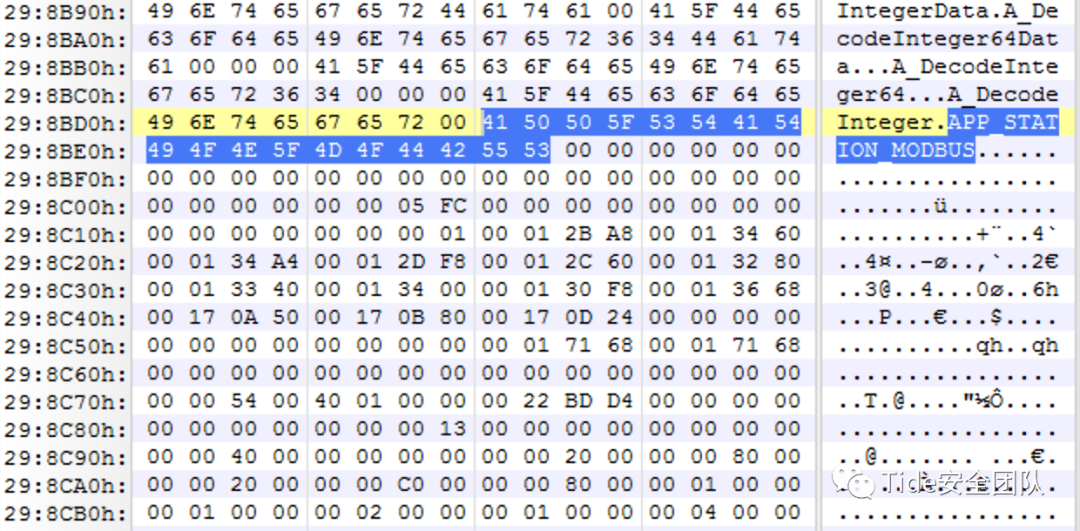 29:8B90h: 49 6E 74 65 67 65 72 44 61 74 61 00 41 5F 44 65 IntegerData.A_De
29:8BA0h: 63 6F 64 65 49 6E 74 65 67 65 72 36 34 44 61 74 codeInteger64Dat
29:8BB0h: 61 00 00 00 41 5F 44 65 63 6F 64 65 49 6E 74 65 a...A_DecodeInte
29:8BC0h: 67 65 72 36 34 00 00 00 41 5F 44 65 63 6F 64 65 ger64...A_Decode
29:8BD0h: 49 6E 74 65 67 65 72 00 41 50 50 5F 53 54 41 54 Integer.APP_STAT
29:8BE0h: 49 4F 4E 5F 4D 4F 44 42 55 53 00 00 00 00 00 00 ION_MODBUS......
29:8BF0h: 00 00 00 00 00 00 00 00 00 00 00 00 00 00 00 00 ................
29:8C00h: 00 00 00 00 00 00 05 FC 00 00 00 00 00 00 00 00 .......ü........
29:8C10h: 00 00 00 00 00 00 00 01 00 01 2B A8 00 01 34 60 ..........+¨..4`
29:8C20h: 00 01 34 A4 00 01 2D F8 00 01 2C 60 00 01 32 80 ..4¤..-ø..,`..2€
29:8C30h: 00 01 33 40 00 01 34 00 00 01 30 F8 00 01 36 68 ..3@..4...0ø..6h
29:8C40h: 00 17 0A 50 00 17 0B 80 00 17 0D 24 00 00 00 00 ...P...€...$....
29:8C50h: 00 00 00 00 00 00 00 00 00 01 71 68 00 01 71 68 ..........qh..qh
29:8C60h: 00 00 00 00 00 00 00 00 00 00 00 00 00 00 00 00 ................
29:8C70h: 00 00 54 00 40 01 00 00 00 22 BD D4 00 00 00 00 ..T.@...."½Ô....
29:8C80h: 00 00 00 00 00 00 00 13 00 00 00 00 00 00 00 00 ................
29:8C90h: 00 00 40 00 00 00 00 00 00 00 20 00 00 00 80 00 ..@....... ...€.
29:8CA0h: 00 00 20 00 00 00 C0 00 00 00 80 00 00 01 00 00
29:8CB0h: 00 01 00 00 00 02 00 00 00 01 00 00 00 04 00 00 ................
Tide安全团队